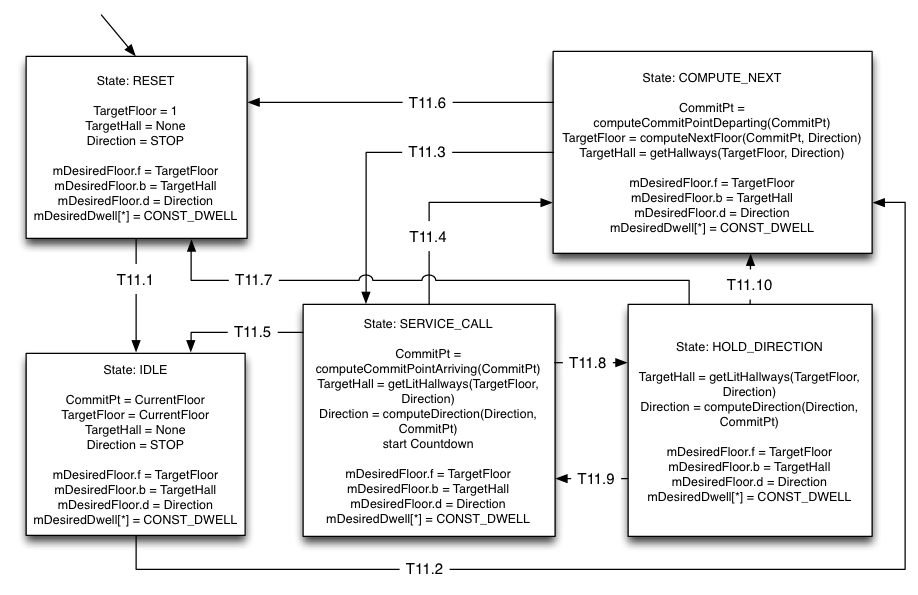 State: RESET
TargetFloor = 1
TargetHall = None
Direction = STOP
mDesiredFloor.f = TargetFloor
mDesiredFloor.b = TargetHall
mDesiredFloor.d = Direction
mDesiredDwell[*] = CONST_DWELL
State: COMPUTE_NEXT
CommitPt =
computeCommitPointDeparting(CommitPt)
TargetFloor = computeNextFloor(CommitPt, Direction)
TargetHall = getHallways(TargetFloor, Direction)
mDesiredFloor.f = TargetFloor
mDesiredFloor.b = TargetHall
mDesiredFloor.d = Direction
mDesiredDwell[*] = CONST_DWELL
T11.6
T11.3
T11.4
T11.1
T11.7
T11.10
T11.5
State: IDLE
CommitPt = CurrentFloor
TargetFloor = CurrentFloor
TargetHall = None
Direction = STOP
mDesiredFloor.f = TargetFloor
mDesiredFloor.b = TargetHall
mDesiredFloor.d = Direction
mDesiredDwell[*] = CONST_DWELL
State: SERVICE_CALL
CommitPt =
computeCommitPointArriving(CommitPt)
TargetHall = getLitHallways(TargetFloor,
Direction)
Direction = computeDirection(Direction,
CommitPt)
start Countdown
mDesiredFloor.f = TargetFloor
mDesiredFloor.b = TargetHall
mDesiredFloor.d = Direction
mDesiredDwell[*] = CONST_DWELL
T11.8
T11.9
State: HOLD_DIRECTION
TargetHall = getLitHallways(TargetFloor,
Direction)
Direction = computeDirection(Direction,
CommitPt)
mDesiredFloor.f = TargetFloor
mDesiredFloor.b = TargetHall
mDesiredFloor.d = Direction
mDesiredDwell[*] = CONST_DWELL
T11.2